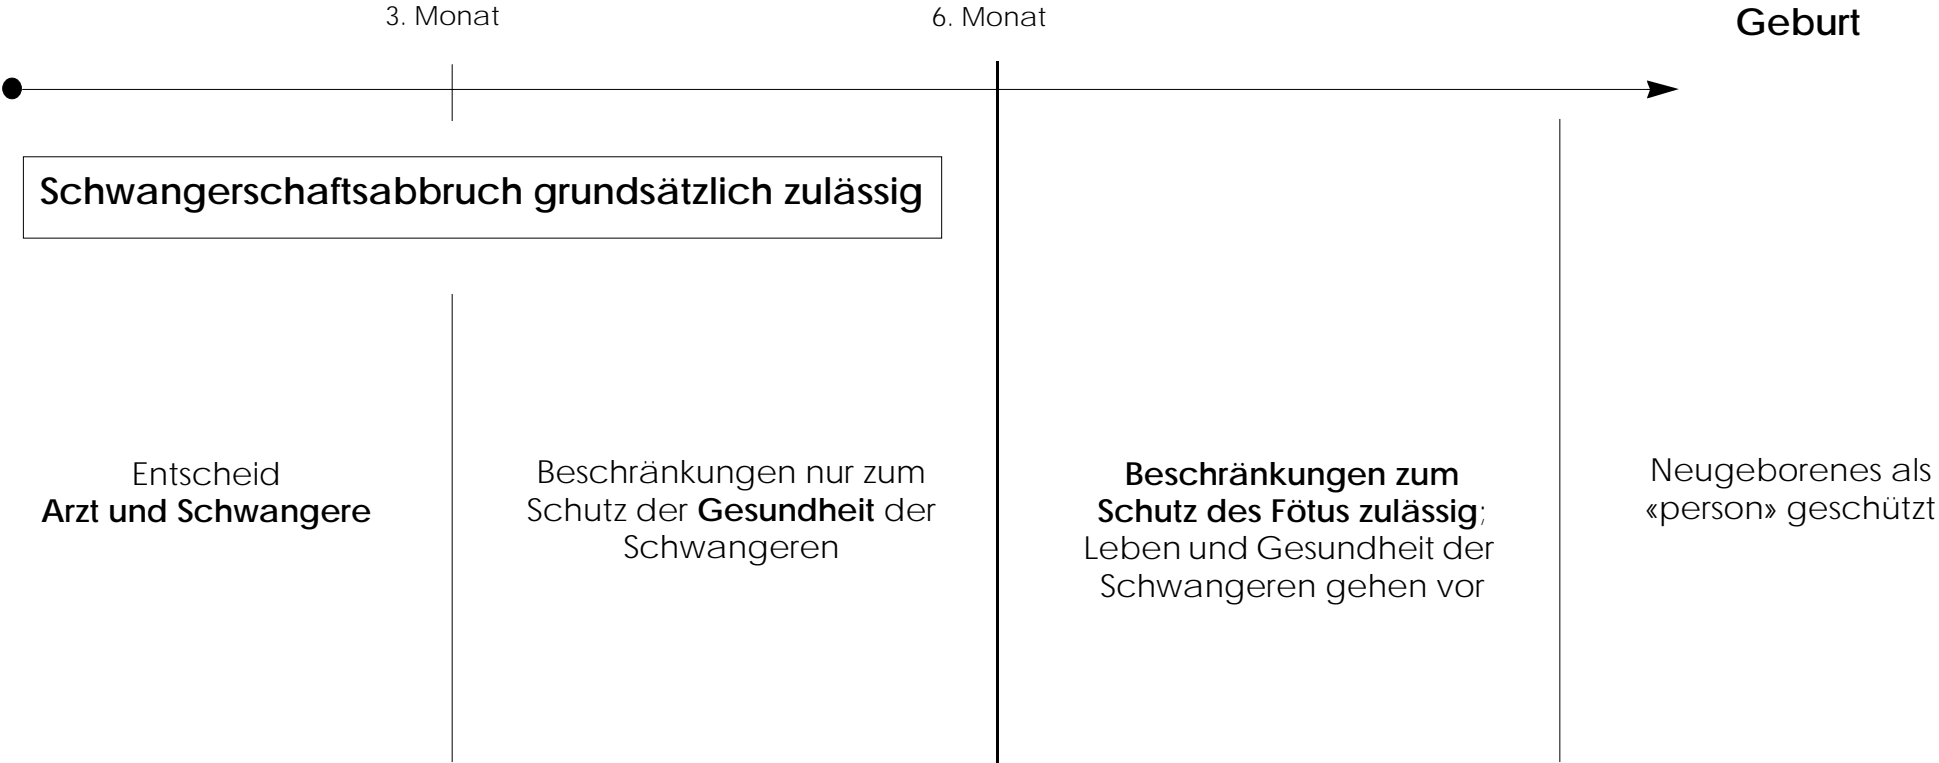 3. Monat
6. Monat
Geburt
Schwangerschaftsabbruch grundsätzlich zulässig
Entscheid
Arzt und Schwangere
Beschränkungen nur zum
Schutz der Gesundheit der
Schwangeren
Beschränkungen zum
Schutz des Fötus zulässig;
Leben und Gesundheit der
Schwangeren gehen vor
Neugeborenes als
«person» geschützt